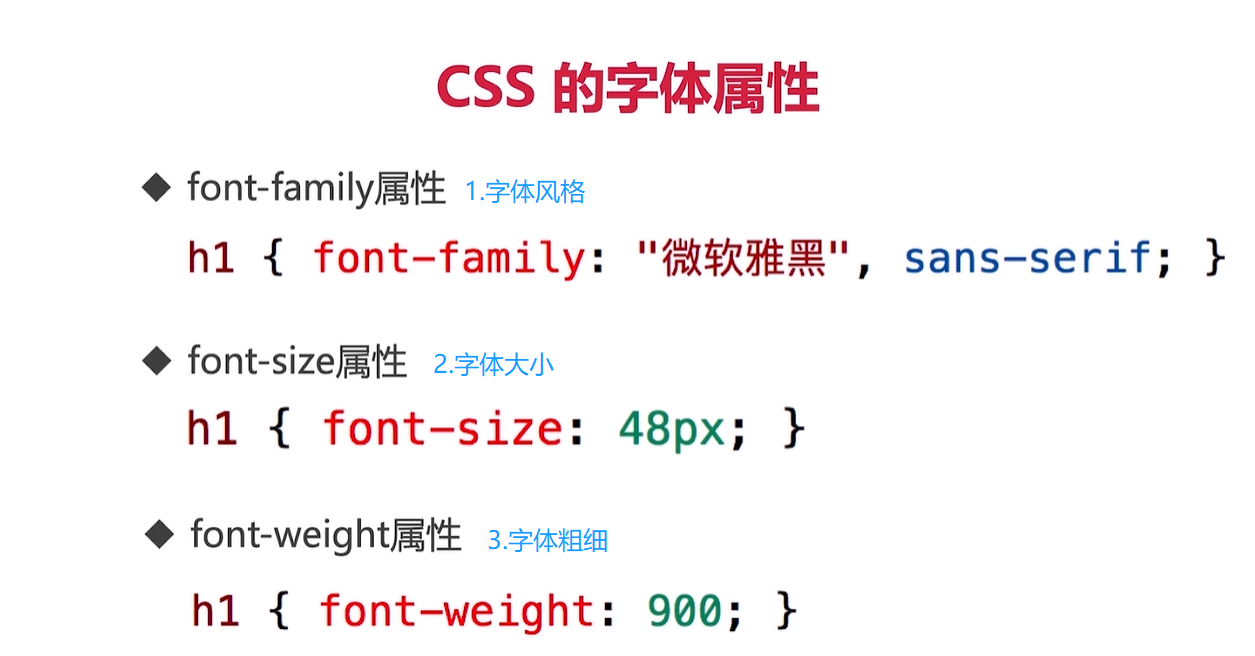 CSS 的字体属性
◆ font-family属性 1.字体风格
h1 { font-family: "微软雅黑", sans-serif; }
◆ font-size属性 2.字体大小
h1 { font-size: 48px; }
◆ font-weight属性 3.字体粗细
h1 { font-weight: 900; }